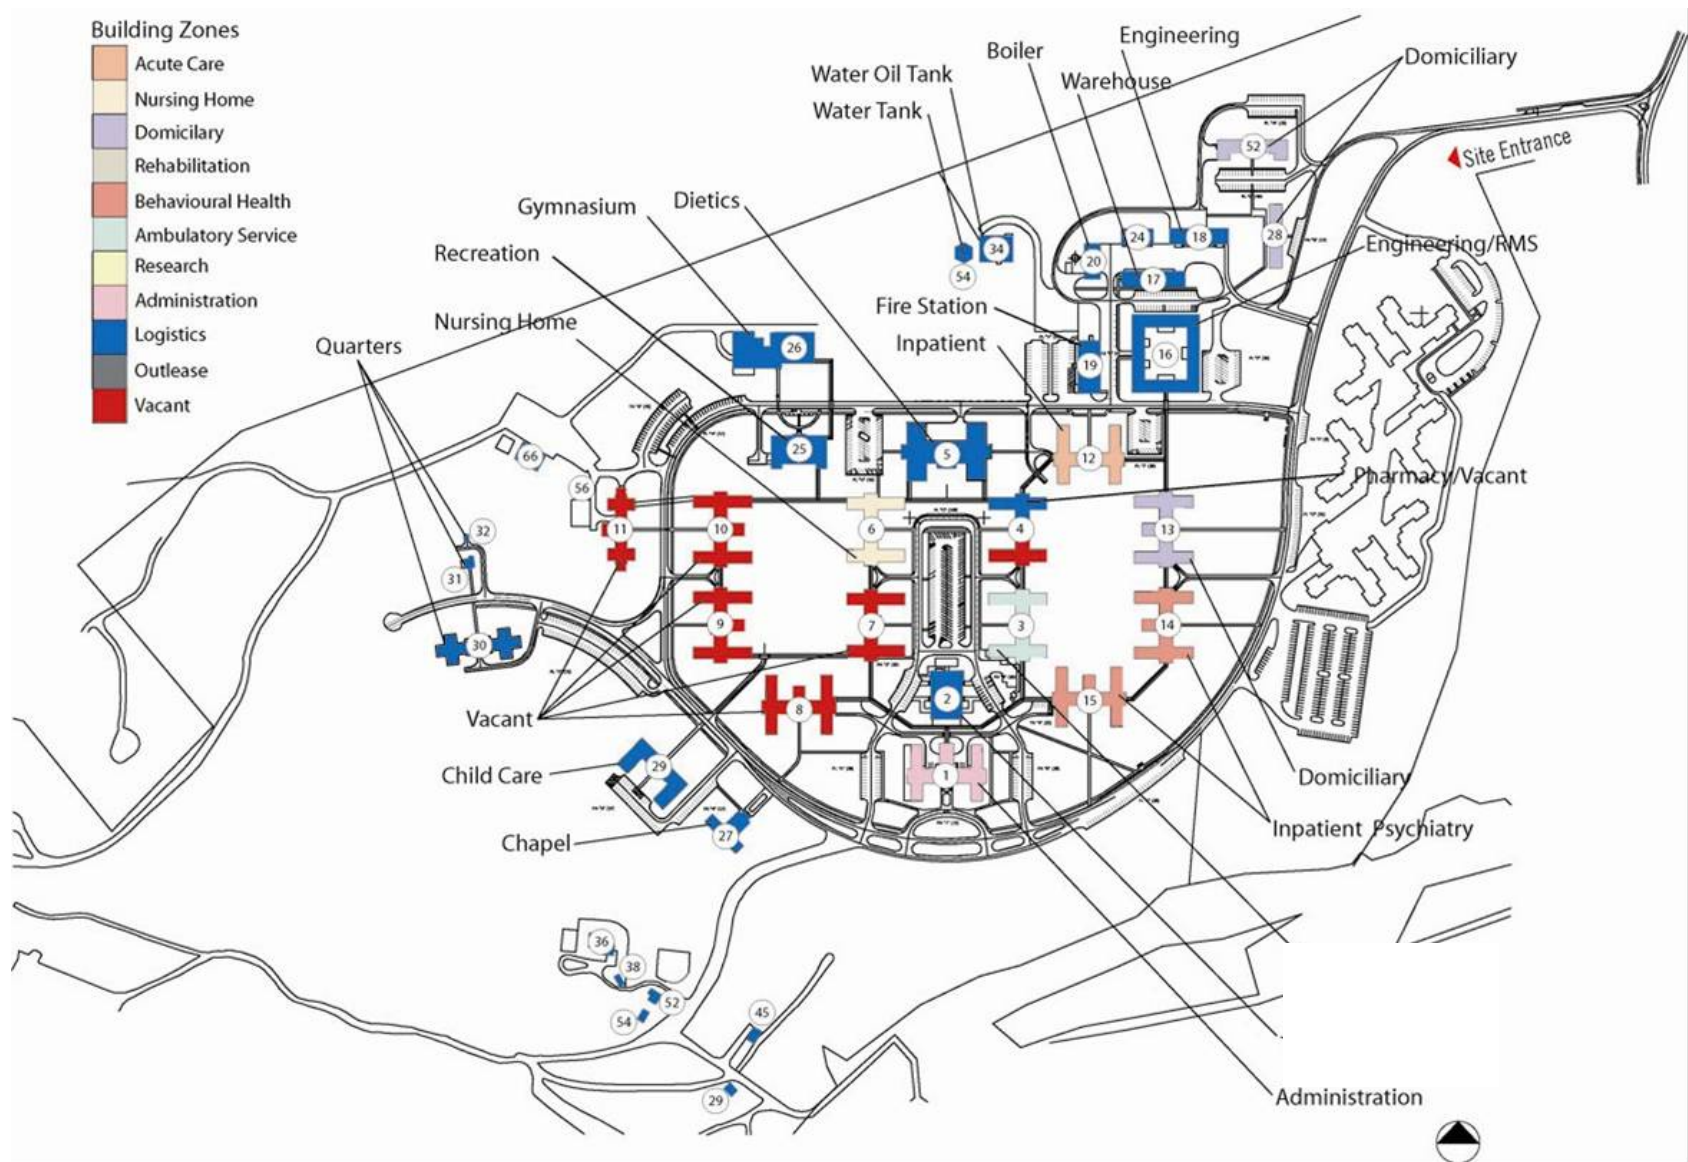 Building Zones
Acute Care
Nursing Home
Domicilary
Rehabilitation
Behavioural Health
Ambulatory Service
Research
Administration
Logistics
Outlease
Vacant
Engineering
Boiler
Domiciliary
Water Oil Tank
Warehouse
Water Tank
52
Site Entrance
Gymnasium
Dietics
24
18
28
34
Engineering/RMS
Recreation
20
54
17
Fire Station
Nursing Home
Inpatient
Quarters
26
16
19
25
5
12
66
Pharmacy/Vacant
56
32
11
10
6
4
13
31
9
7
3
14
30
2
15
Vacant
8
29
1
Child Care
Domiciliary
27
Inpatient Psychiatry
Chapel
36
38
52
54
45
29
Administration